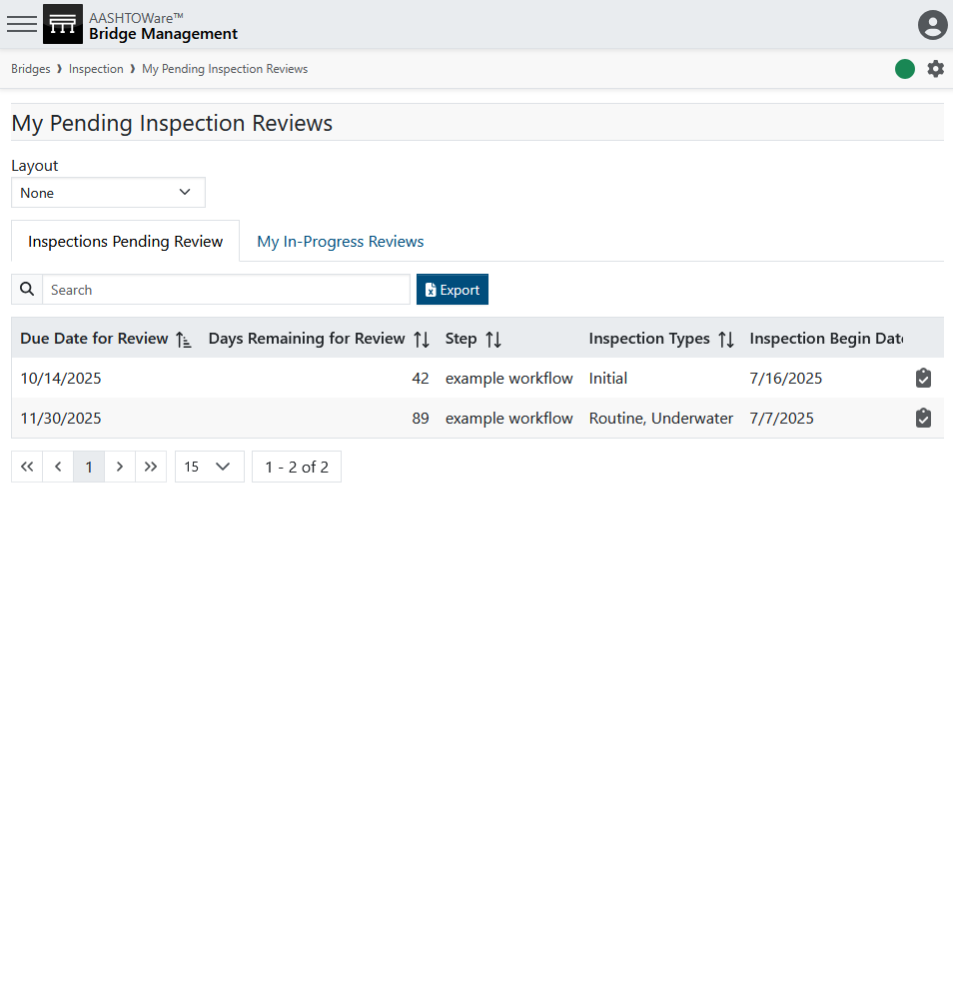 AASHTOWare™
Bridge Management
Bridges ❯ Inspection ❯ My Pending Inspection Reviews
My Pending Inspection Reviews
Layout
None
Inspections Pending Review My In-Progress Reviews
Search Export
Due Date for Review Days Remaining for Review Step Inspection Types Inspection Begin Date
10/14/2025 42 example workflow Initial 7/16/2025
11/30/2025 89 example workflow Routine, Underwater 7/7/2025
1 15 1 - 2 of 2